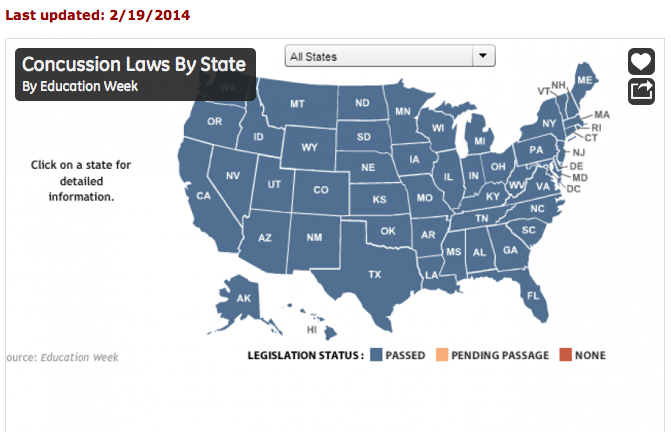 Last updated: 2/19/2014
Concussion Laws By State
By Education Week
All States
Click on a state for
detailed
information.
WA
MT
ND
MN
ME
VT
NH
OR
ID
WY
SD
WI
MI
NY
MA
RI
CT
NV
UT
CO
NE
IA
IL
IN
OH
PA
NJ
DE
MD
DC
CA
KS
MO
KY
WV
VA
AZ
NM
OK
AR
TN
NC
SC
TX
LA
MS
AL
GA
FL
AK
HI
LEGISLATION STATUS : PASSED PENDING PASSAGE NONE
ource: Education Week